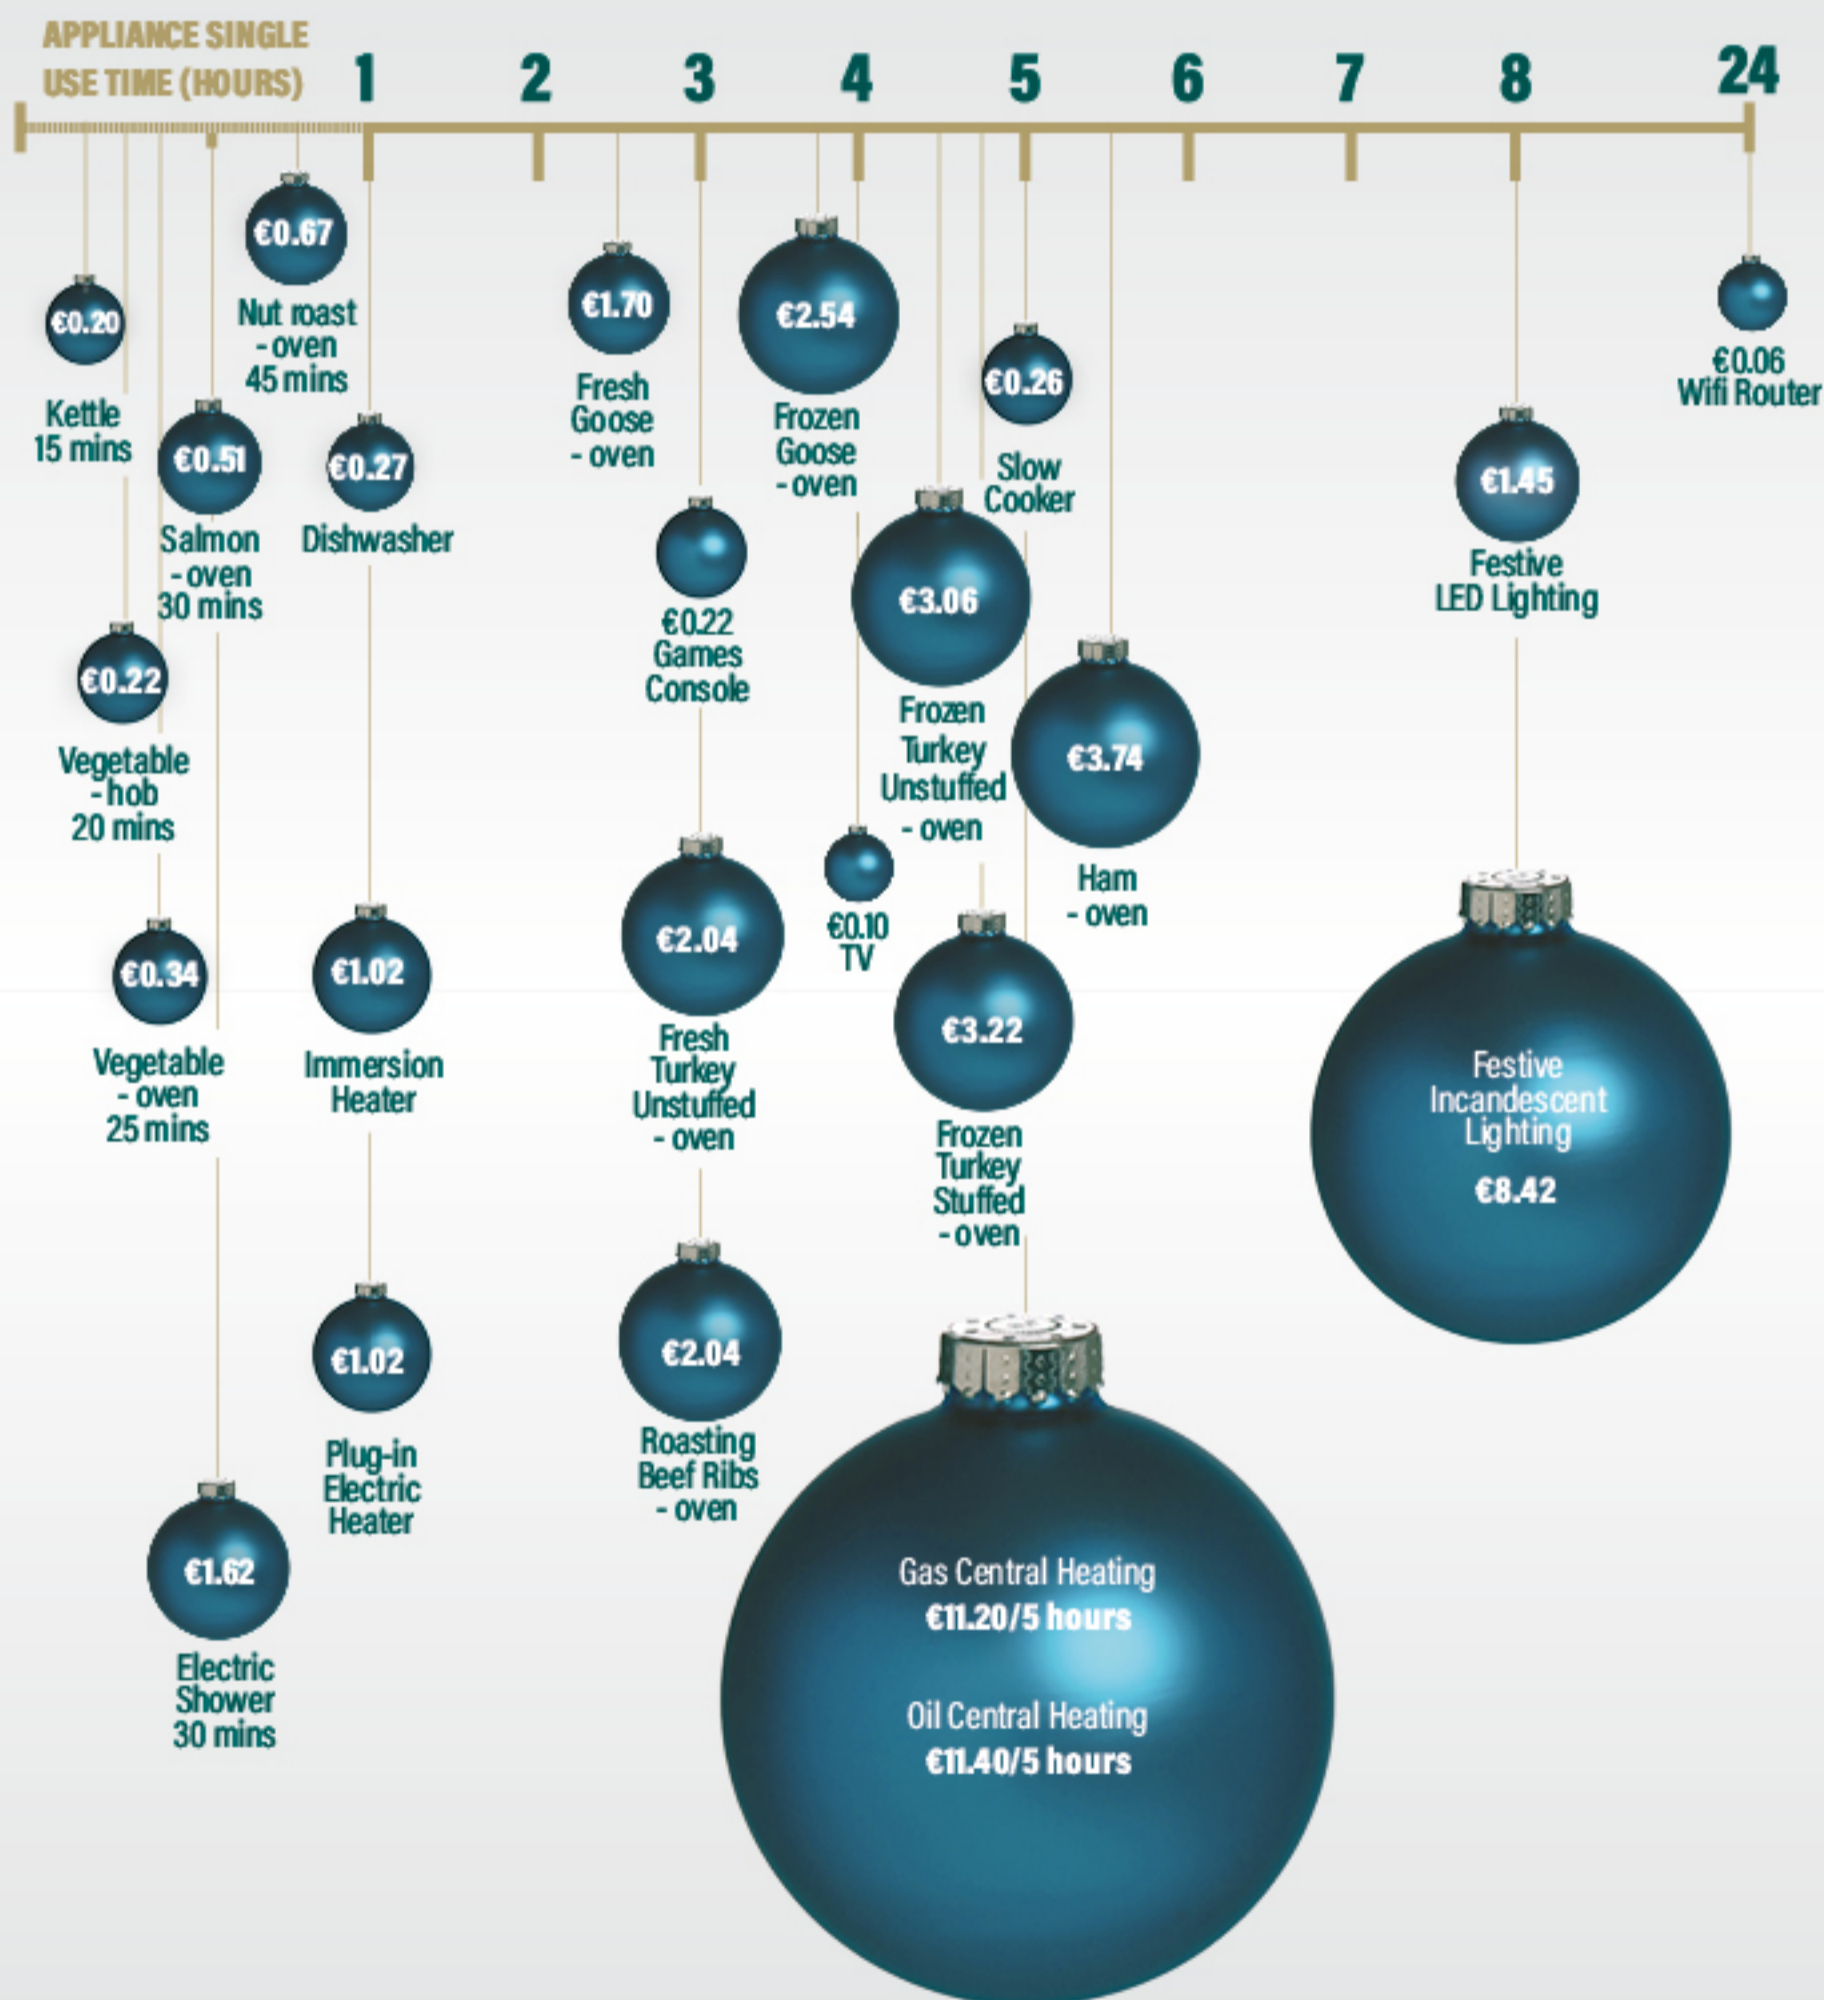 APPLIANCE SINGLE
USE TIME (HOURS)
1 2 3 4 5 6 7 8 24
€0.67
Nut roast
- oven
45 mins
€0.20
Kettle
15 mins
€0.51
Salmon
- oven
30 mins
€0.27
Dishwasher
€0.22
Vegetable
- hob
20 mins
€0.34
Vegetable
- oven
25 mins
€1.02
Immersion
Heater
€1.02
Plug-in
Electric
Heater
€1.62
Electric
Shower
30 mins
€1.70
Fresh
Goose
- oven
€2.54
Frozen
Goose
- oven
€0.22
Games
Console
€2.04
Fresh
Turkey
Unstuffed
- oven
€2.04
Roasting
Beef Ribs
- oven
€0.10
TV
€3.06
Frozen
Turkey
Unstuffed
- oven
€0.26
Slow
Cooker
€3.22
Frozen
Turkey
Stuffed
- oven
€3.74
Ham
- oven
Gas Central Heating
€11.20/5 hours
Oil Central Heating
€11.40/5 hours
€1.45
Festive
LED Lighting
Festive
Incandescent
Lighting
€8.42
€0.06
Wifi Router